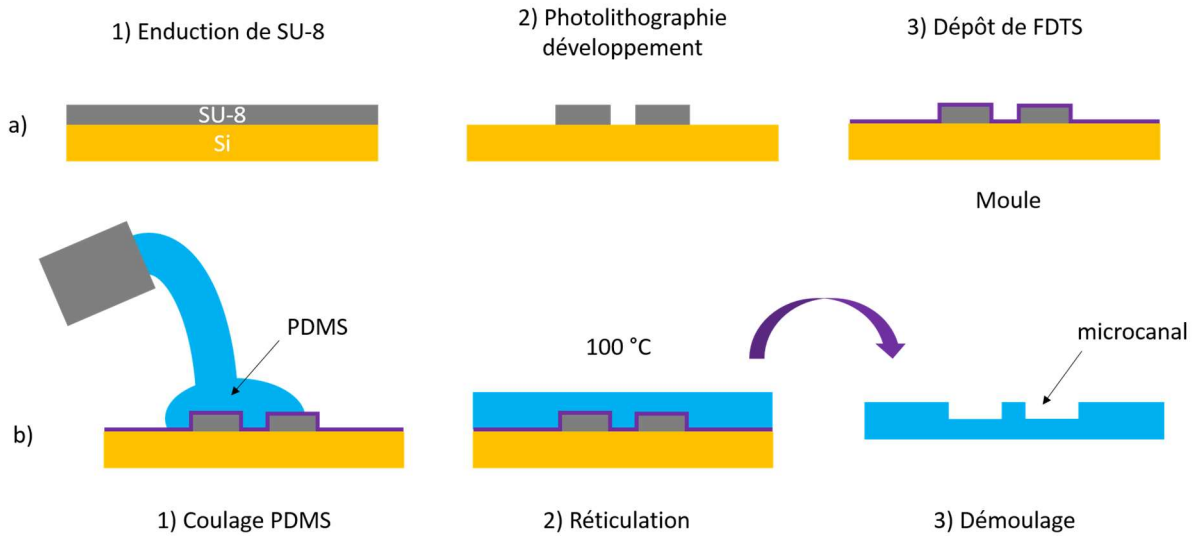 1) Enduction de SU-8
2) Photolithographie
développement
3) Dépôt de FDTS
a)
SU-8
Si
Moule
PDMS
100 °C
microcanal
b)
1) Coulage PDMS
2) Réticulation
3) Démoulage